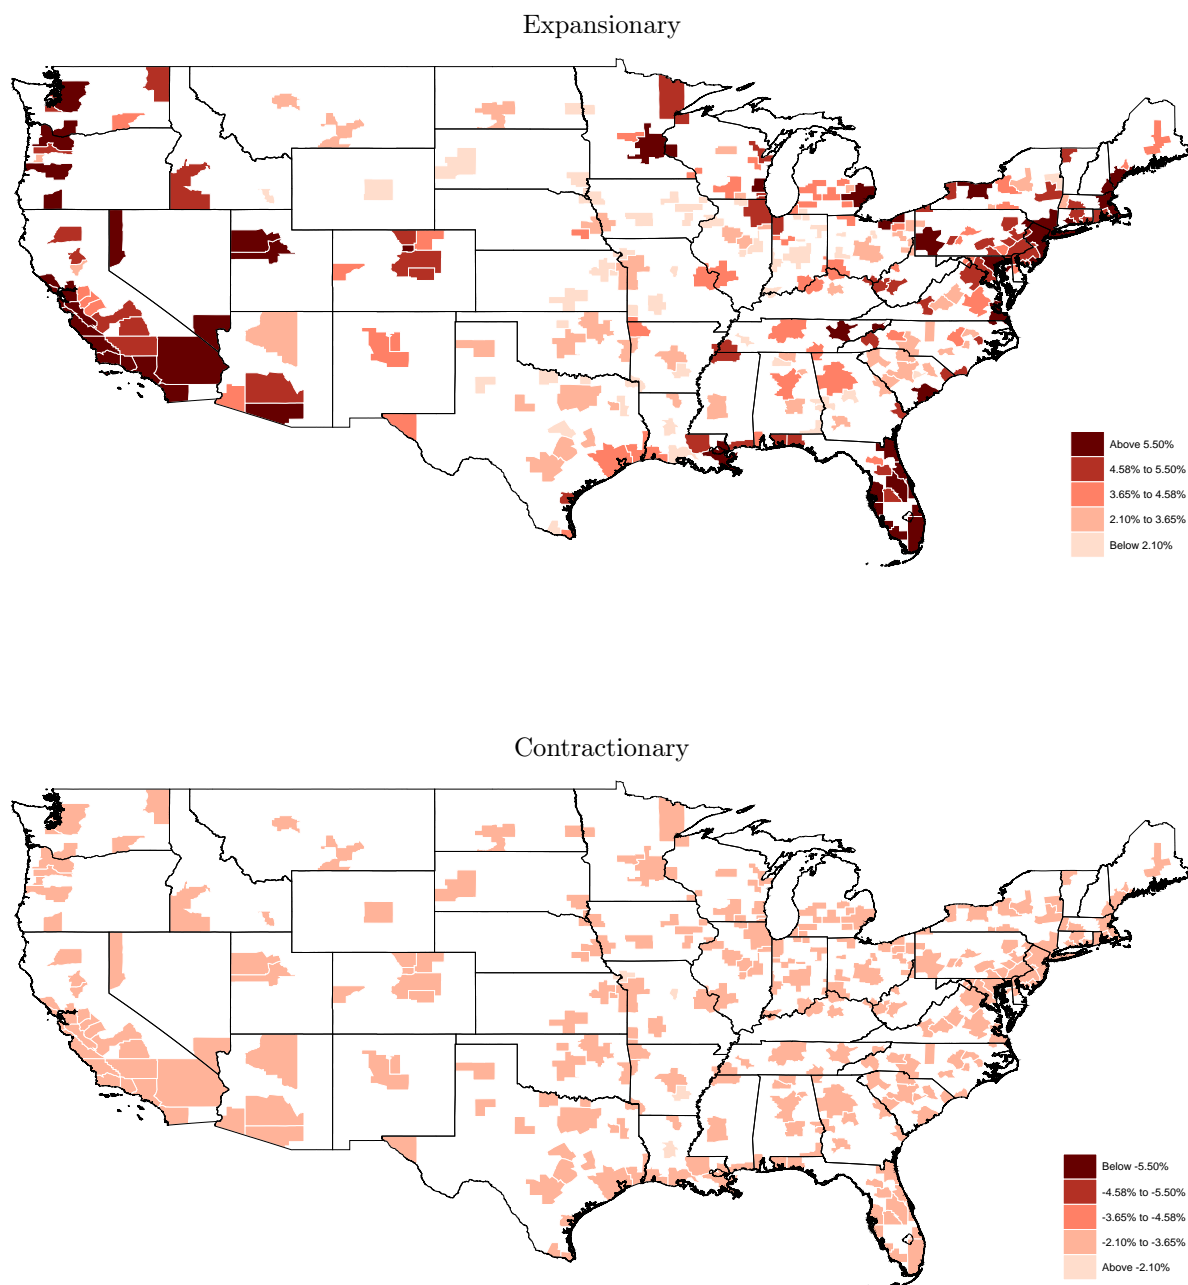 Expansionary
Above 5.50%
4.58% to 5.50%
3.65% to 4.58%
2.10% to 3.65%
Below 2.10%
Contractionary
Below -5.50%
-4.58% to -5.50%
-3.65% to -4.58%
-2.10% to -3.65%
Above -2.10%